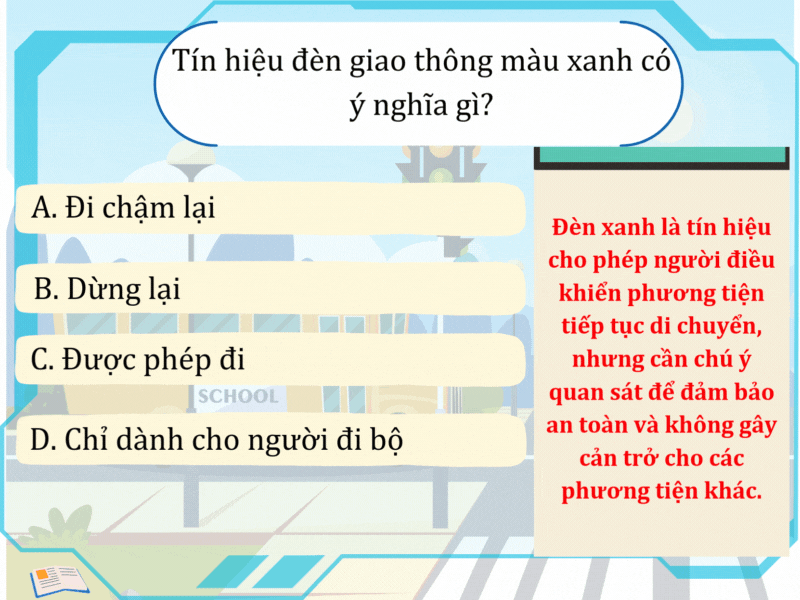 Tín hiệu đèn giao thông màu xanh có
ý nghĩa gì?
A. Đi chậm lại
B. Dừng lại
C. Được phép đi
SCHOOL
D. Chỉ dành cho người đi bộ
Đèn xanh là tín hiệu
cho phép người điều
khiển phương tiện
tiếp tục di chuyển,
nhưng cần chú ý
quan sát để đảm bảo
an toàn và không gây
cản trở cho các
phương tiện khác.